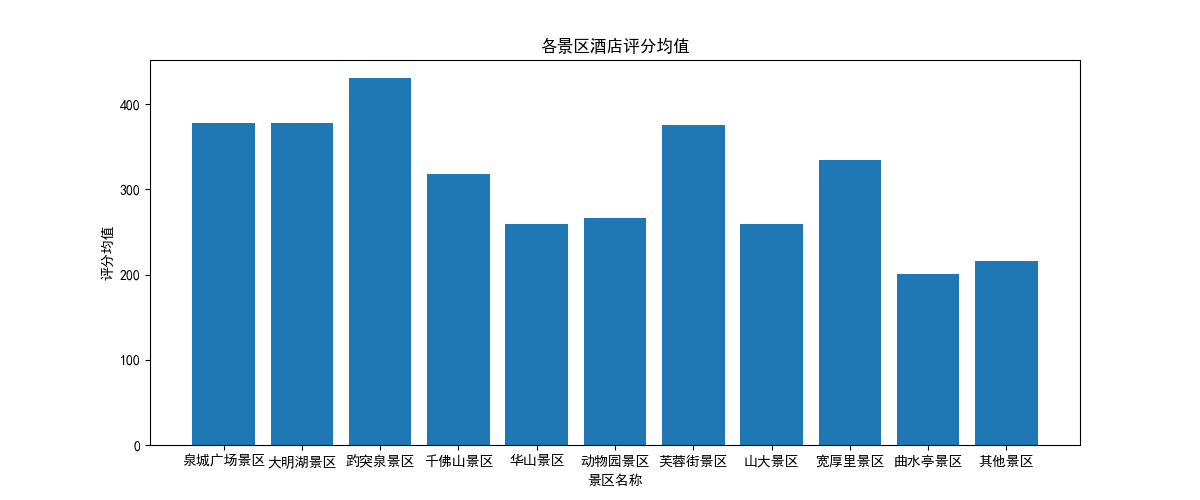 各景区酒店评分均值
评分均值
400
300
200
100
0
泉城广场景区 大明湖景区 趵突泉景区 千佛山景区 华山景区 动物园景区 芙蓉街景区 山大景区 宽厚里景区 曲水亭景区 其他景区
景区名称